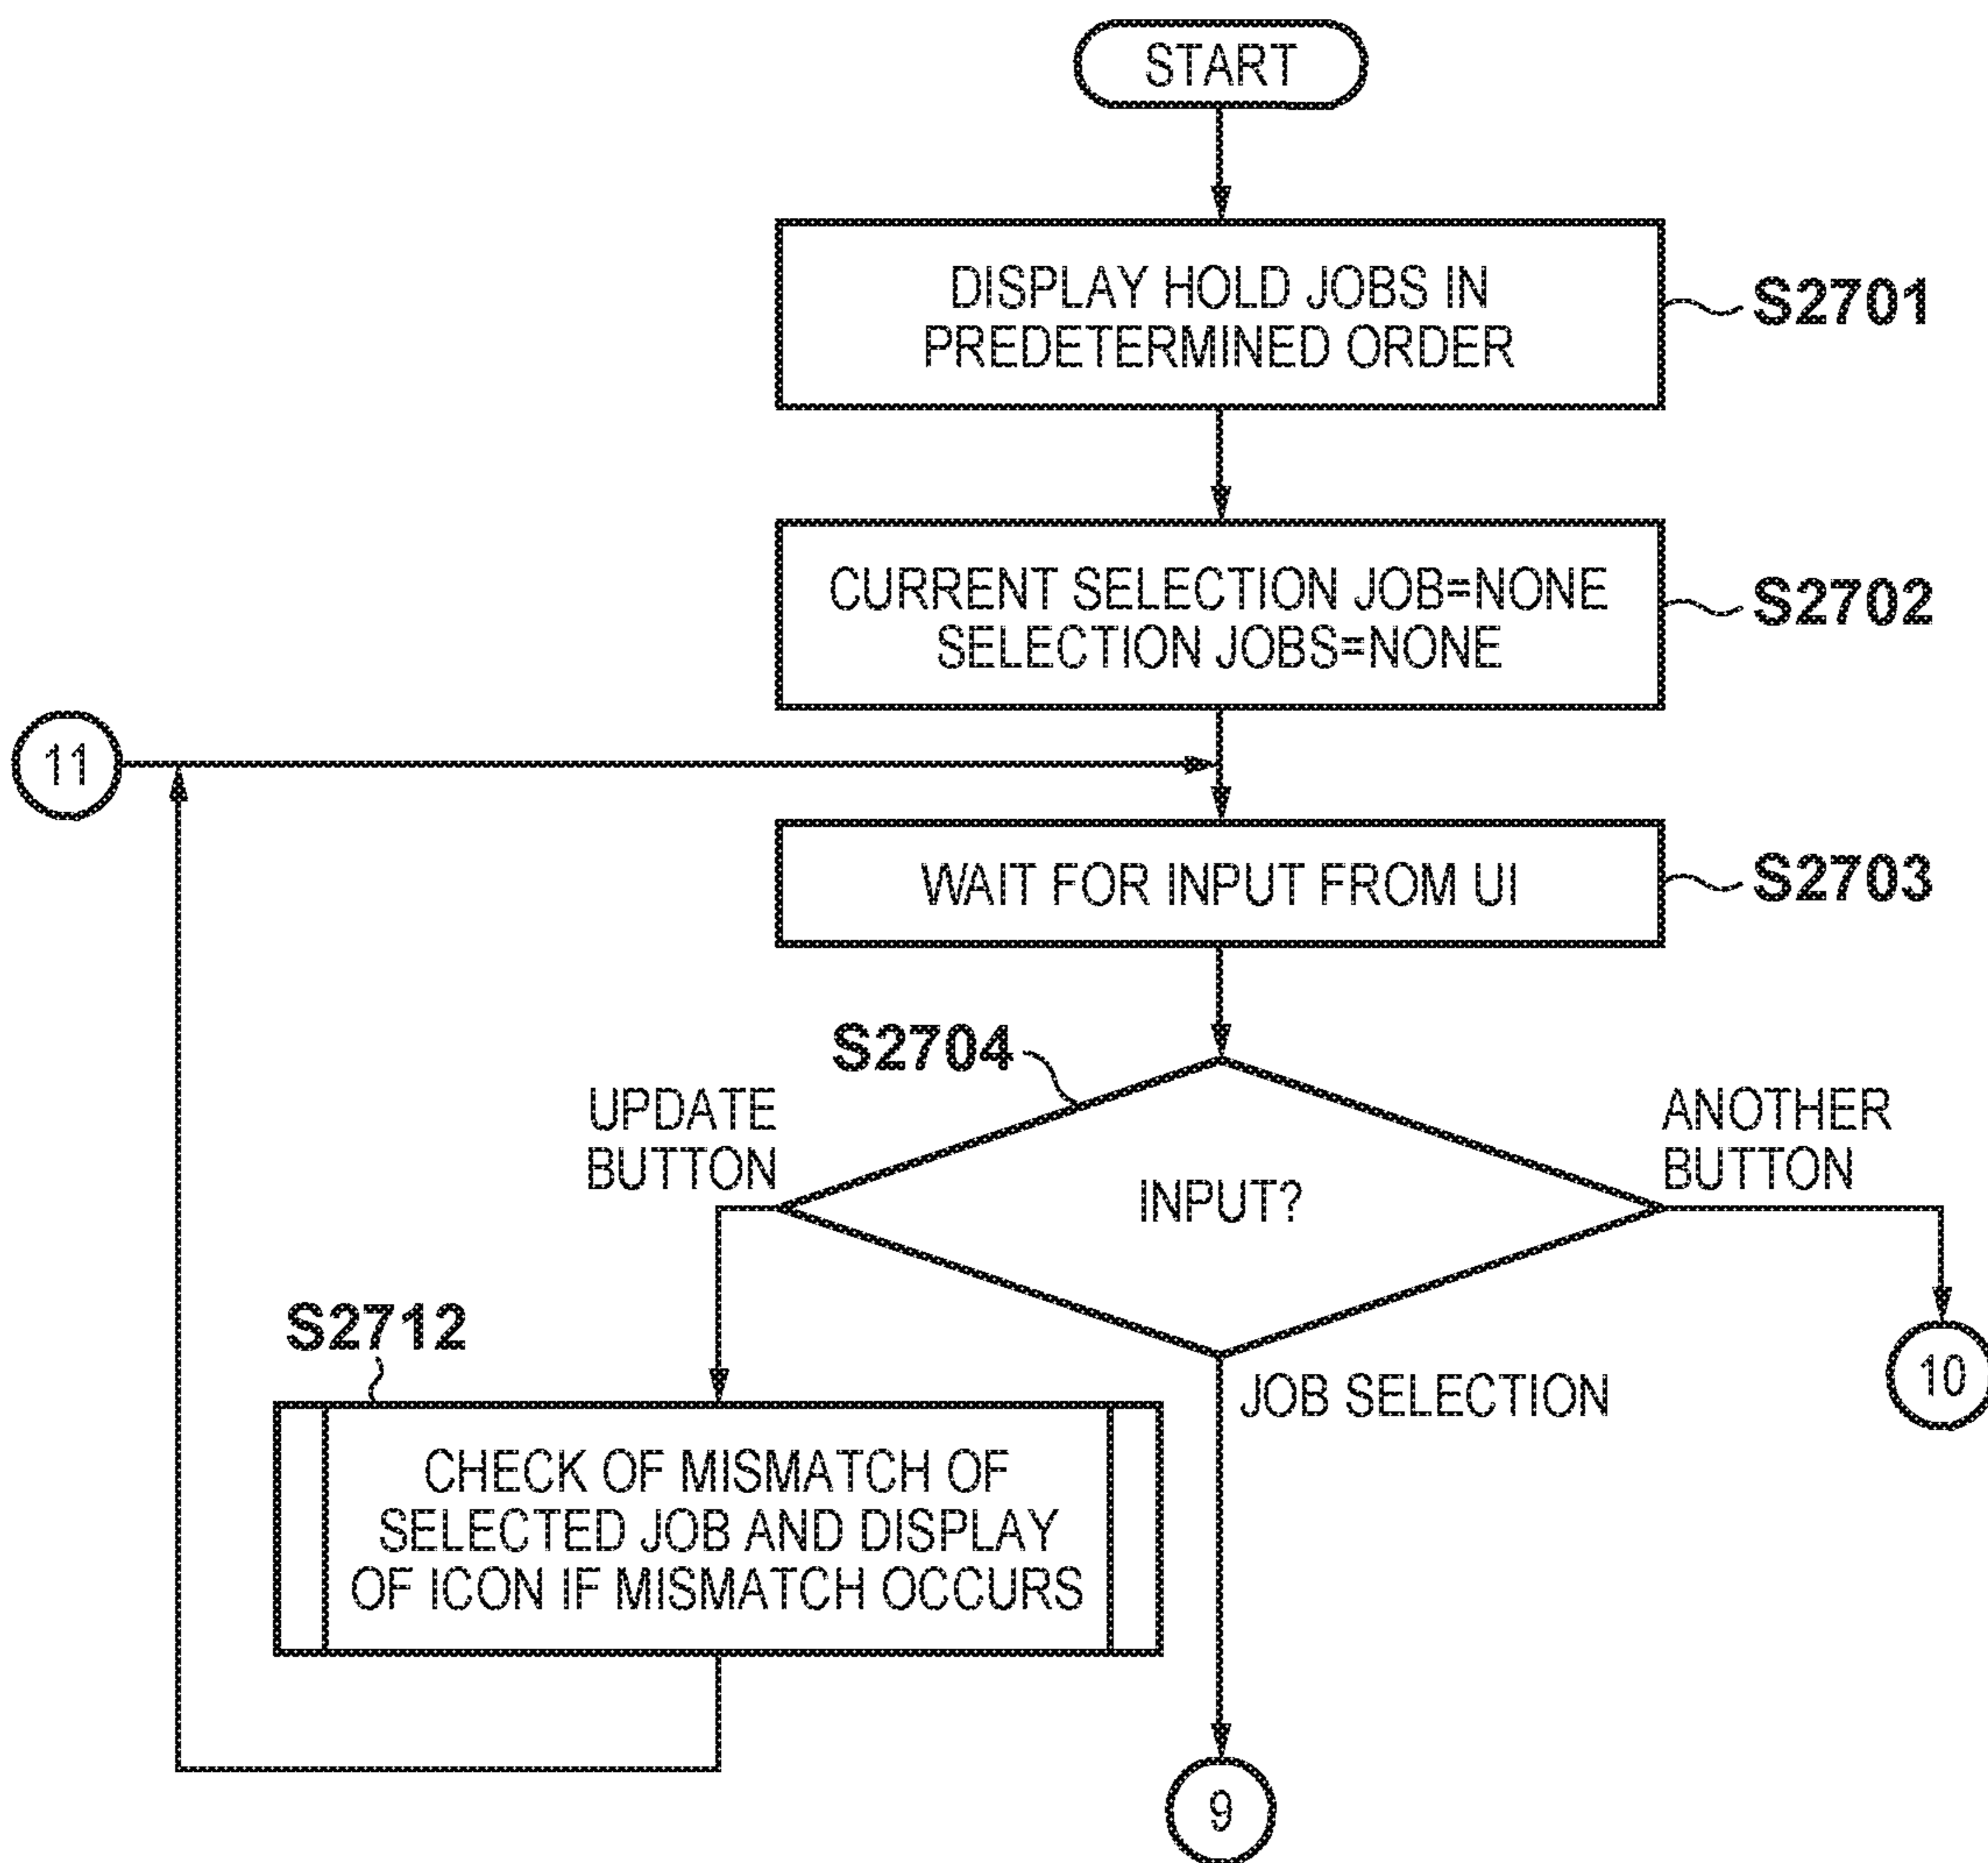 START
DISPLAY HOLD JOBS IN
PREDETERMINED ORDER
S2701
CURRENT SELECTION JOB=NONE
SELECTION JOBS=NONE
S2702
11
WAIT FOR INPUT FROM UI
S2703
S2704
UPDATE
BUTTON
INPUT?
ANOTHER
BUTTON
S2712
JOB SELECTION
10
CHECK OF MISMATCH OF
SELECTED JOB AND DISPLAY
OF ICON IF MISMATCH OCCURS
9